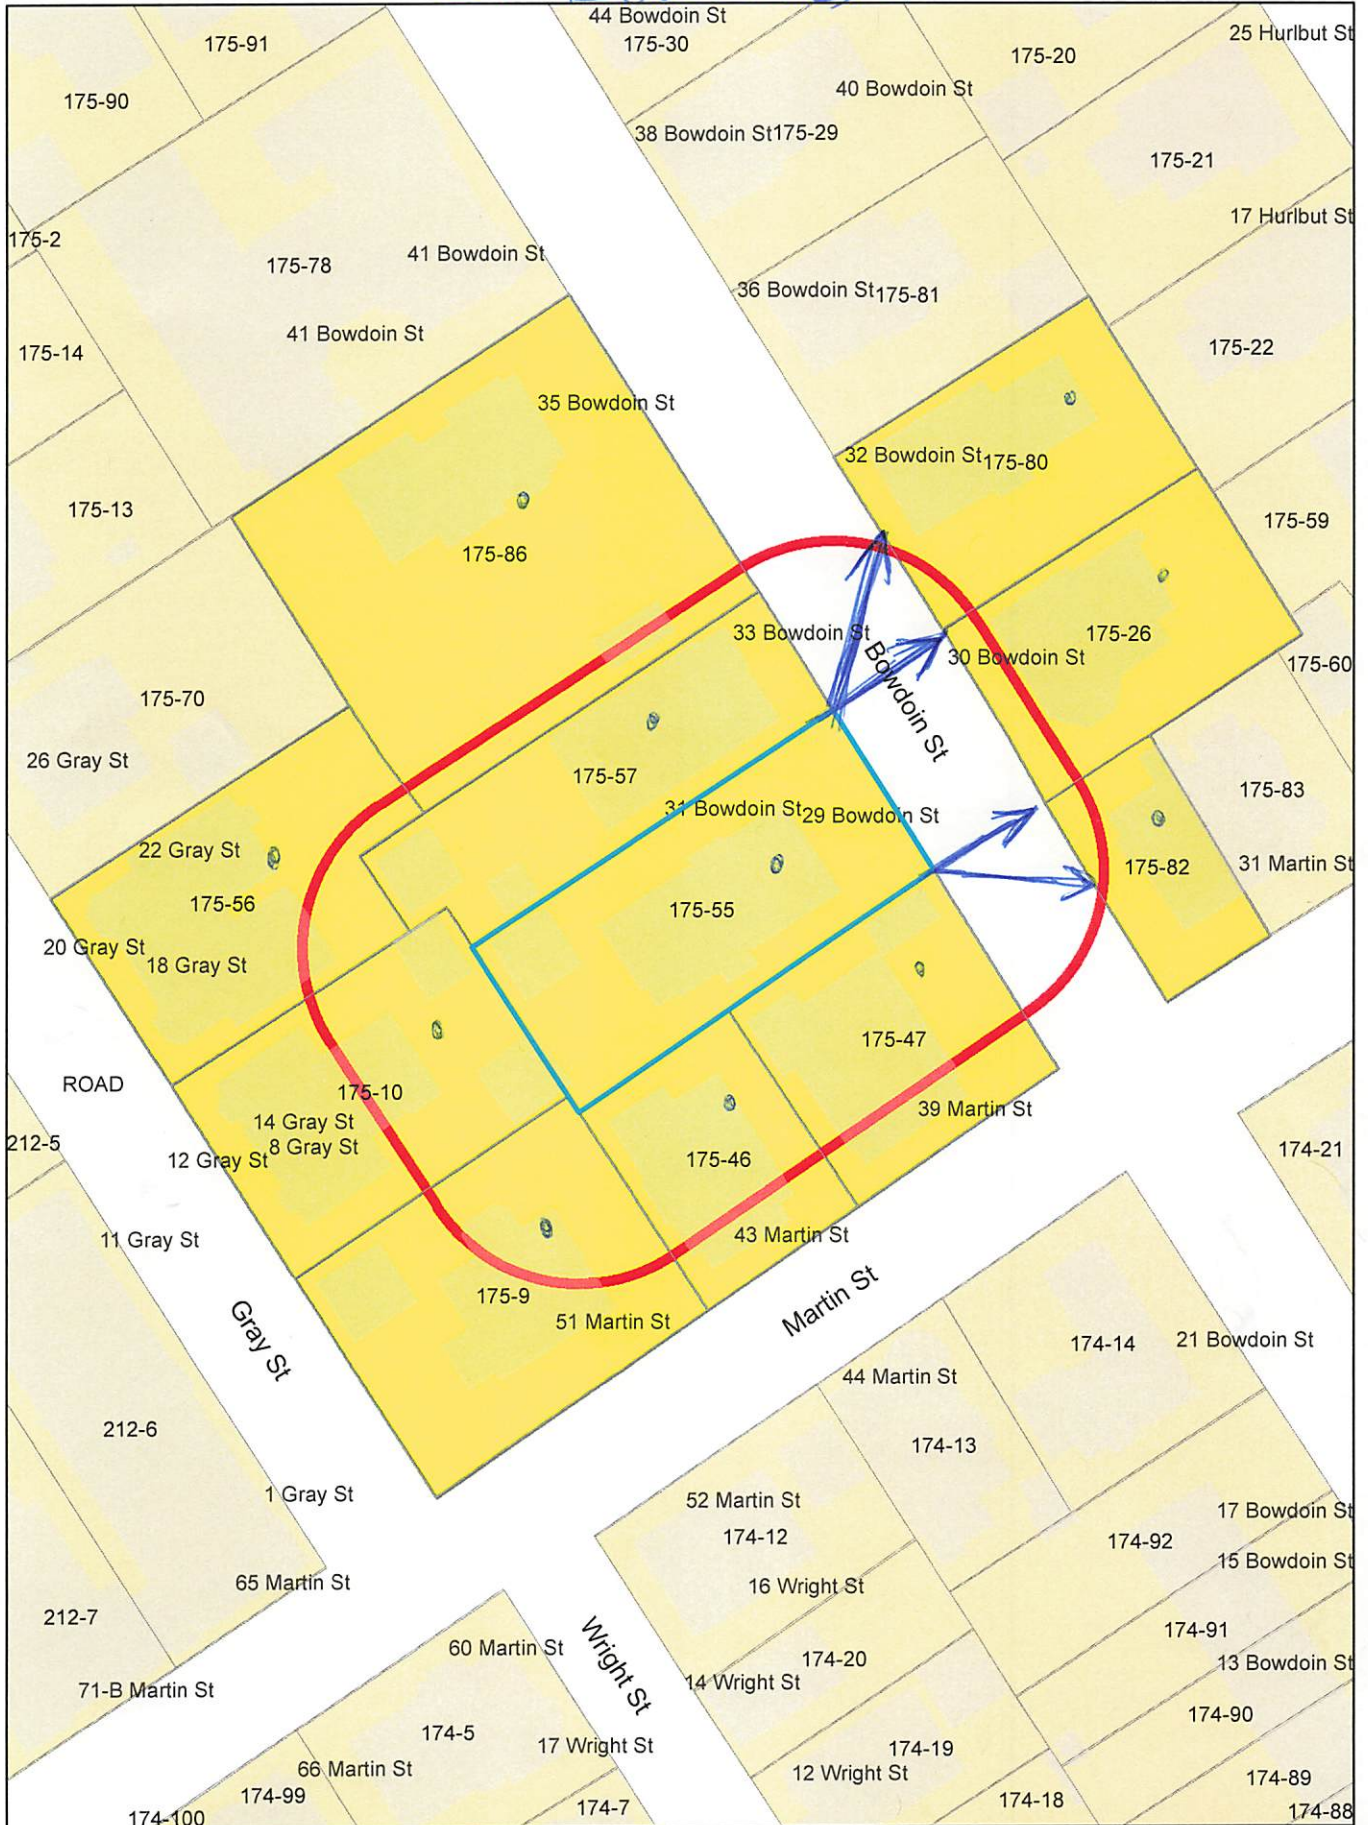 44 Bowdoin St
175-30
175-91
175-20
25 Hurlbut St
175-90
40 Bowdoin St
38 Bowdoin St
175-29
175-21
17 Hurlbut St
175-2
175-78
41 Bowdoin St
36 Bowdoin St
175-81
41 Bowdoin St
175-14
175-22
35 Bowdoin St
32 Bowdoin St
175-80
175-13
175-59
175-86
33 Bowdoin St
175-26
30 Bowdoin St
175-60
Bowdoin St
175-70
26 Gray St
175-57
175-83
31 Bowdoin St
29 Bowdoin St
22 Gray St
175-56
175-55
175-82
31 Martin St
20 Gray St
18 Gray St
175-47
ROAD
175-10
39 Martin St
14 Gray St
8 Gray St
12 Gray St
212-5
175-46
174-21
11 Gray St
43 Martin St
175-9
51 Martin St
Martin St
Gray St
174-14
21 Bowdoin St
44 Martin St
212-6
174-13
1 Gray St
52 Martin St
174-12
17 Bowdoin St
174-92
15 Bowdoin St
65 Martin St
16 Wright St
212-7
174-91
60 Martin St
Wright St
174-20
13 Bowdoin St
14 Wright St
71-B Martin St
174-90
174-5
17 Wright St
174-19
66 Martin St
12 Wright St
174-89
174-99
174-7
174-18
174-88
174-100